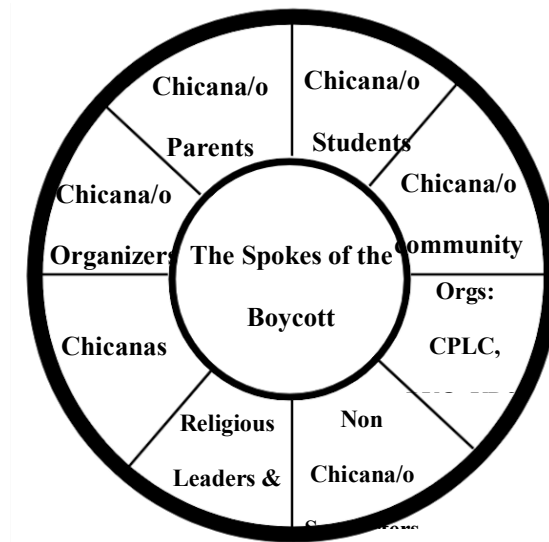 Chicana/o
Students
Chicana/o
community
Orgs:
CPLC,
Non
Chicana/o
Religious
Leaders &
Chicanas
Chicana/o
Organizers
Chicana/o
Parents
The Spokes of the
Boycott